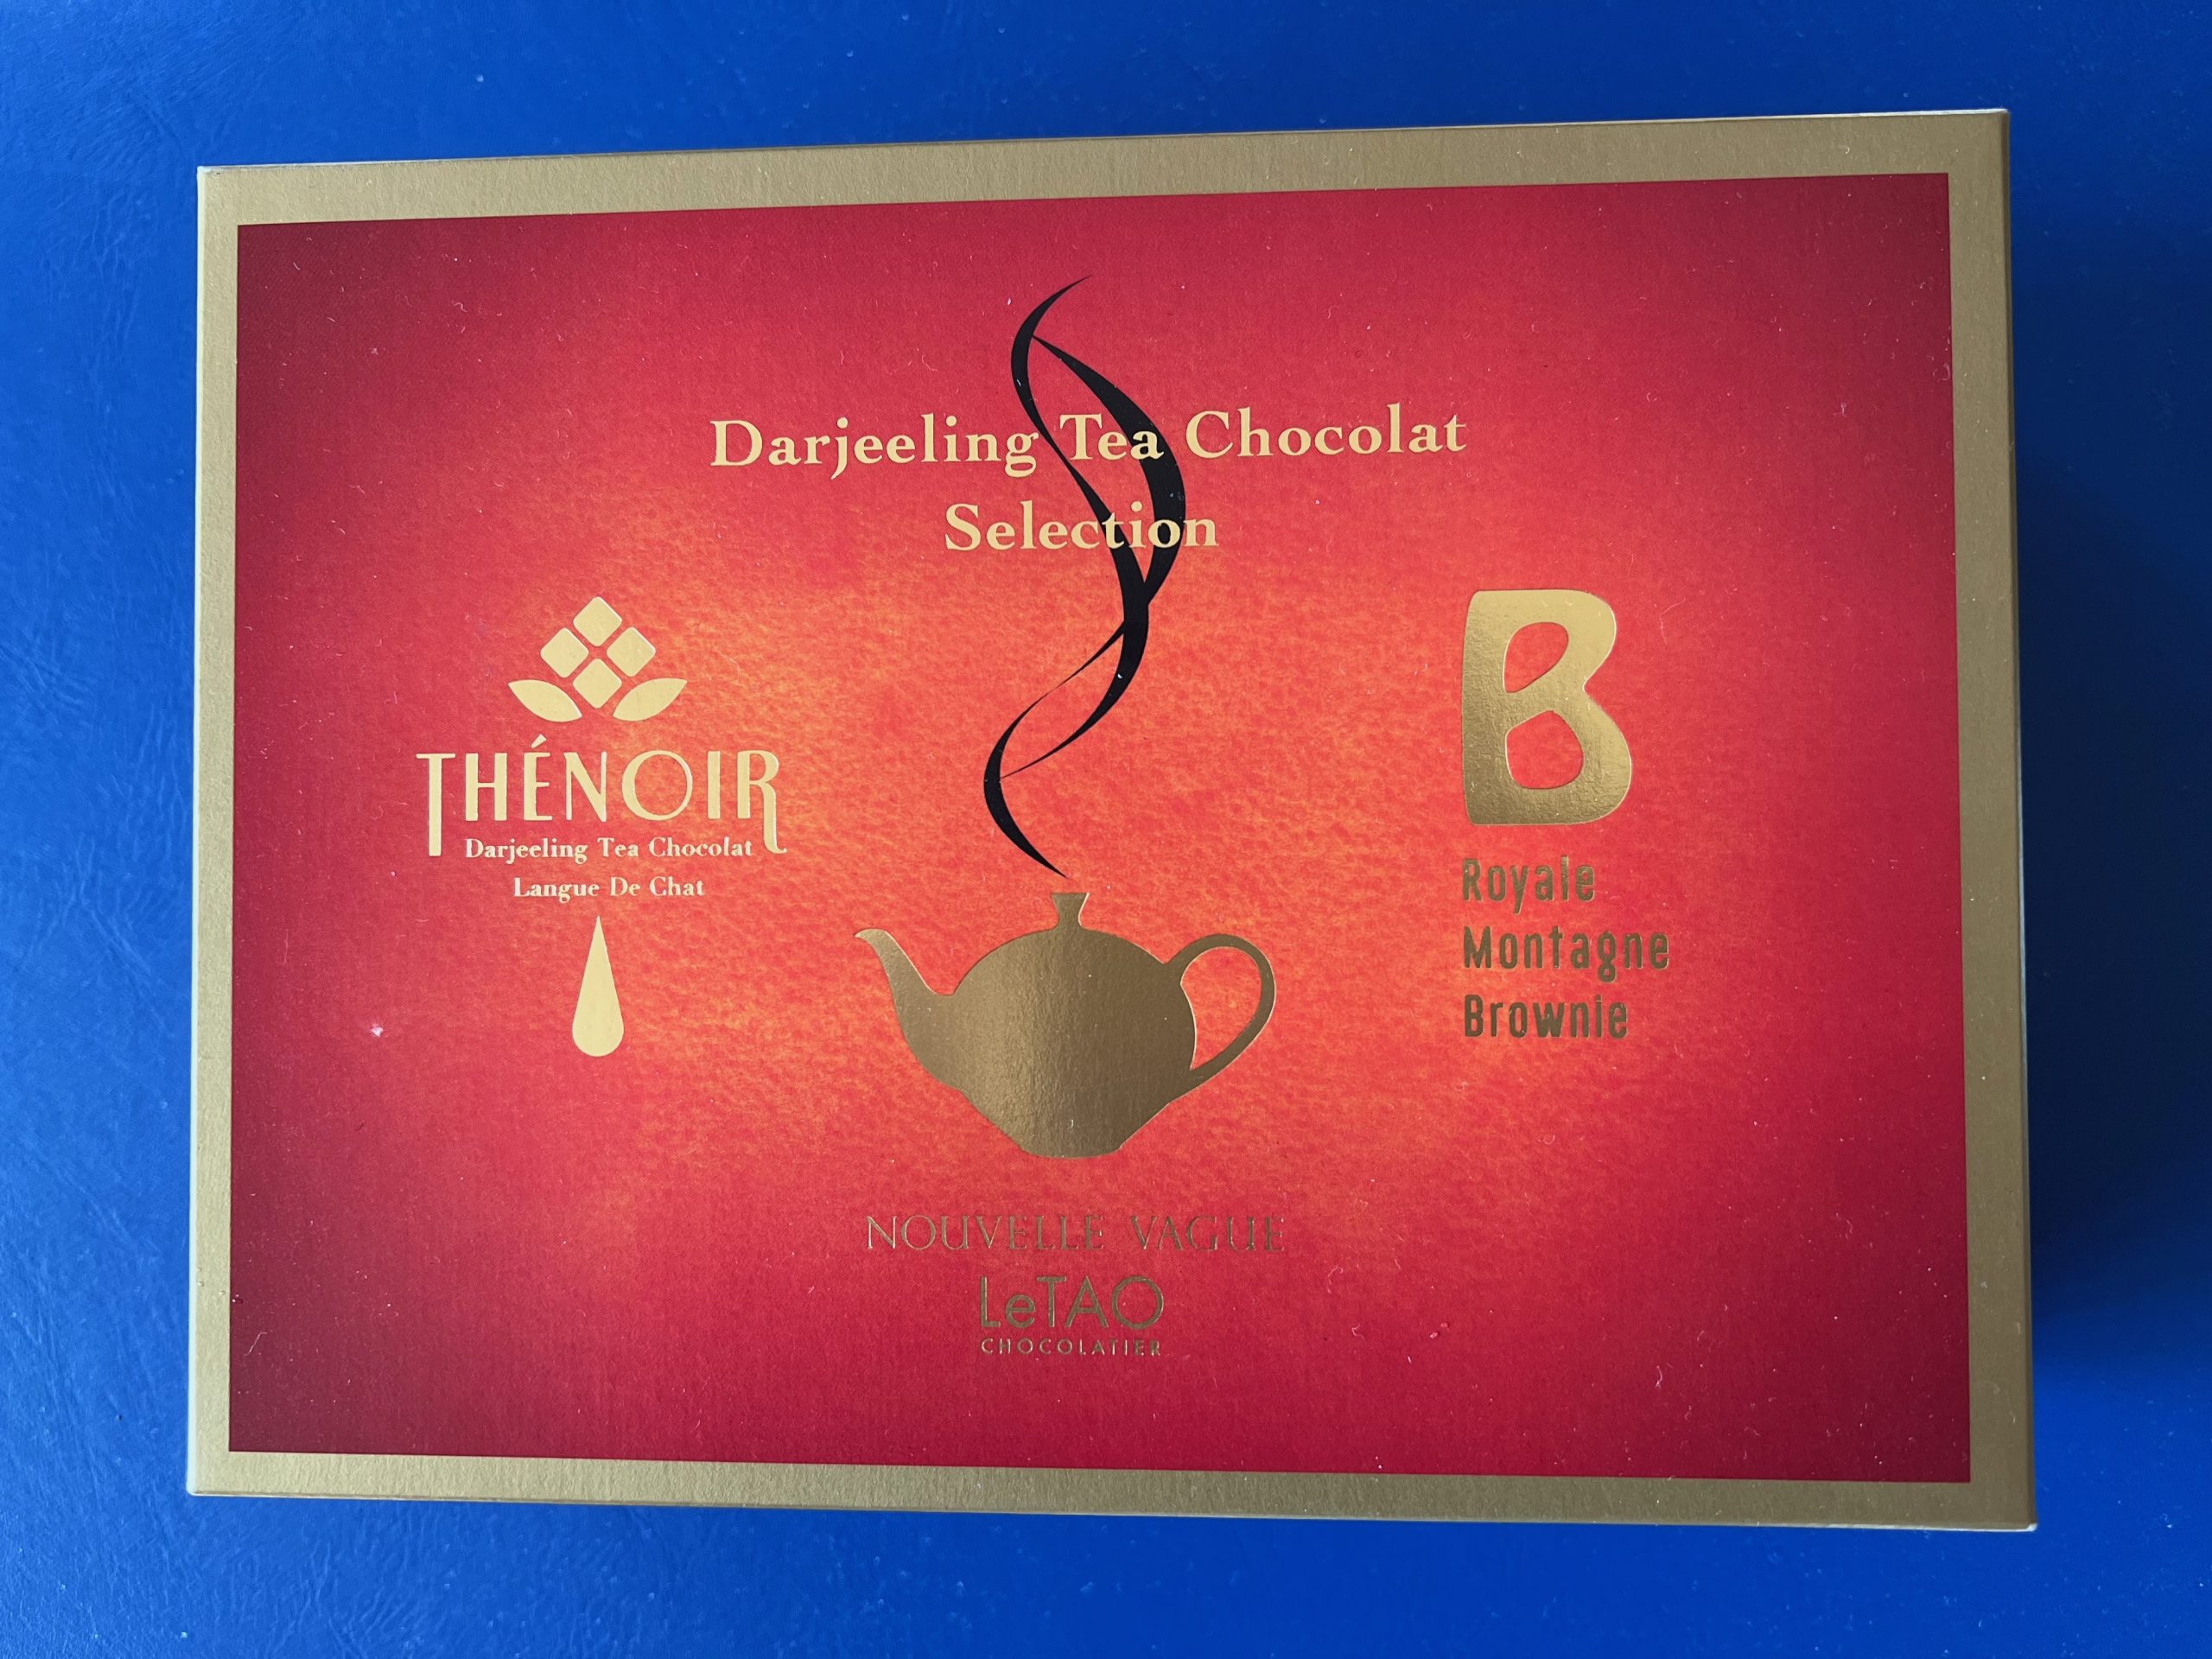 Darjeeling Tea Chocolat
Selection
THÉNOIR
Darjeeling Tea Chocolat
Langue De Chat
B
Royale
Montagne
Brownie
NOUVELLE VAGUE
LeTAO
CHOCOLATIER